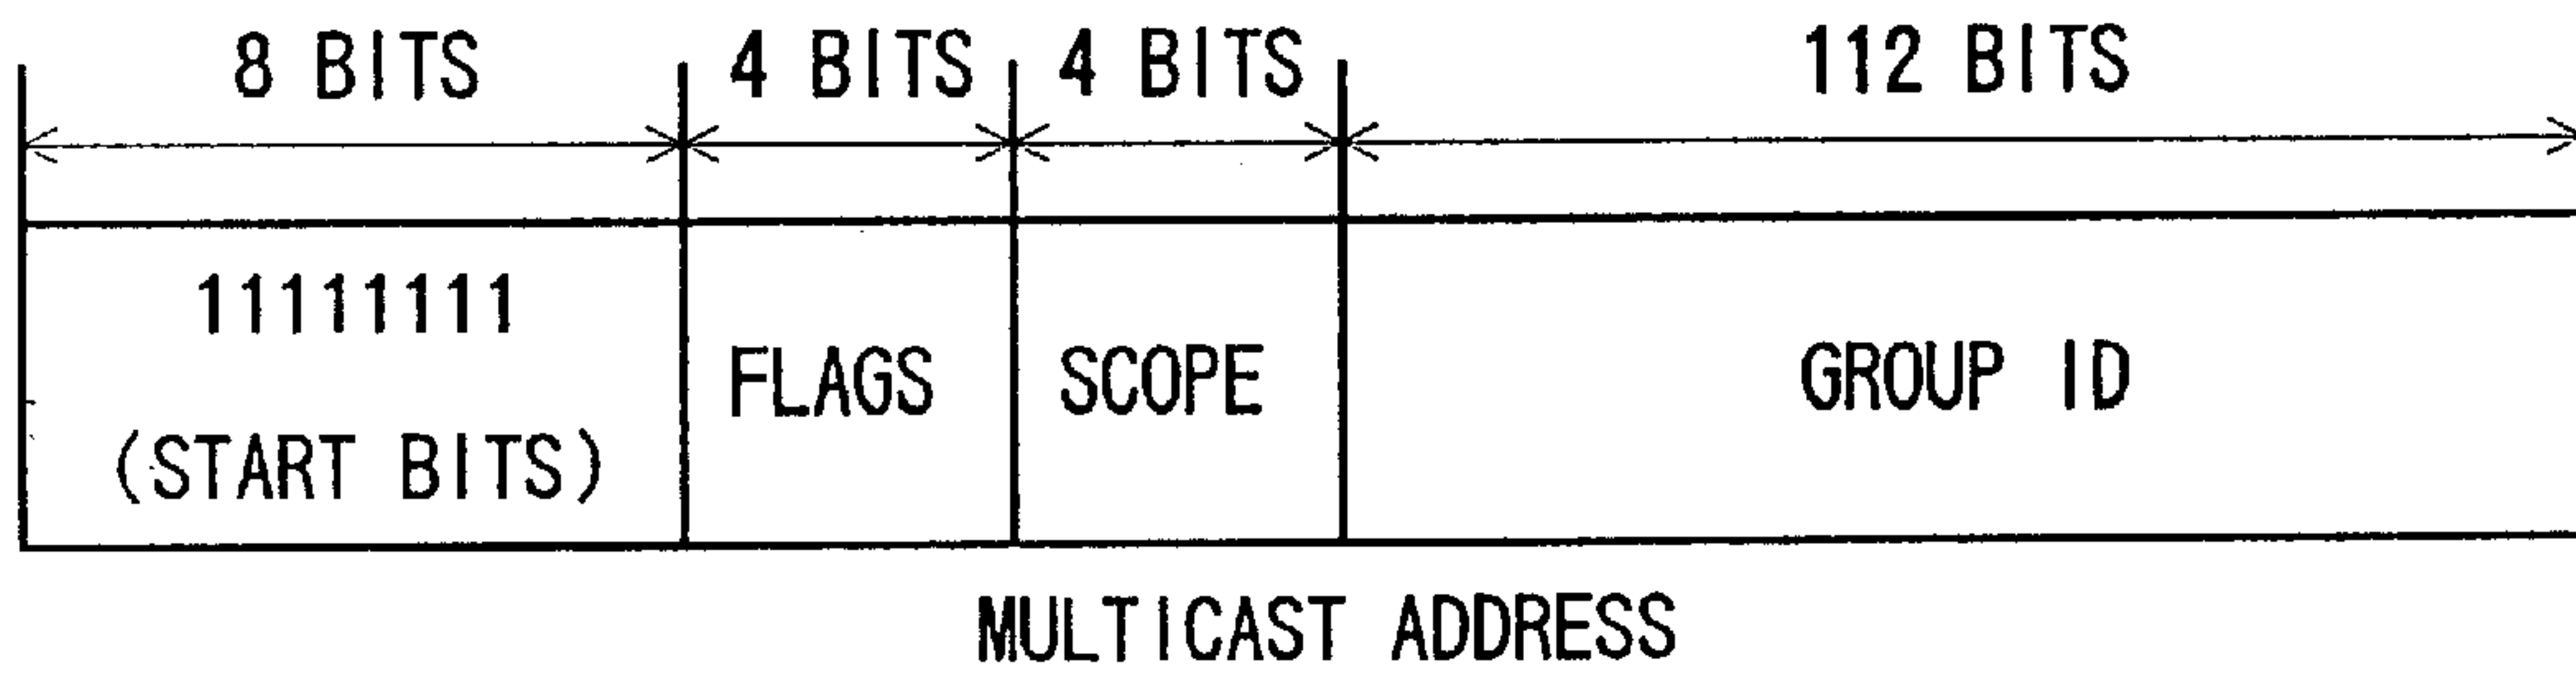 8 BITS 4 BITS 4 BITS 112 BITS
11111111
(START BITS)
FLAGS
SCOPE
GROUP ID
MULTICAST ADDRESS